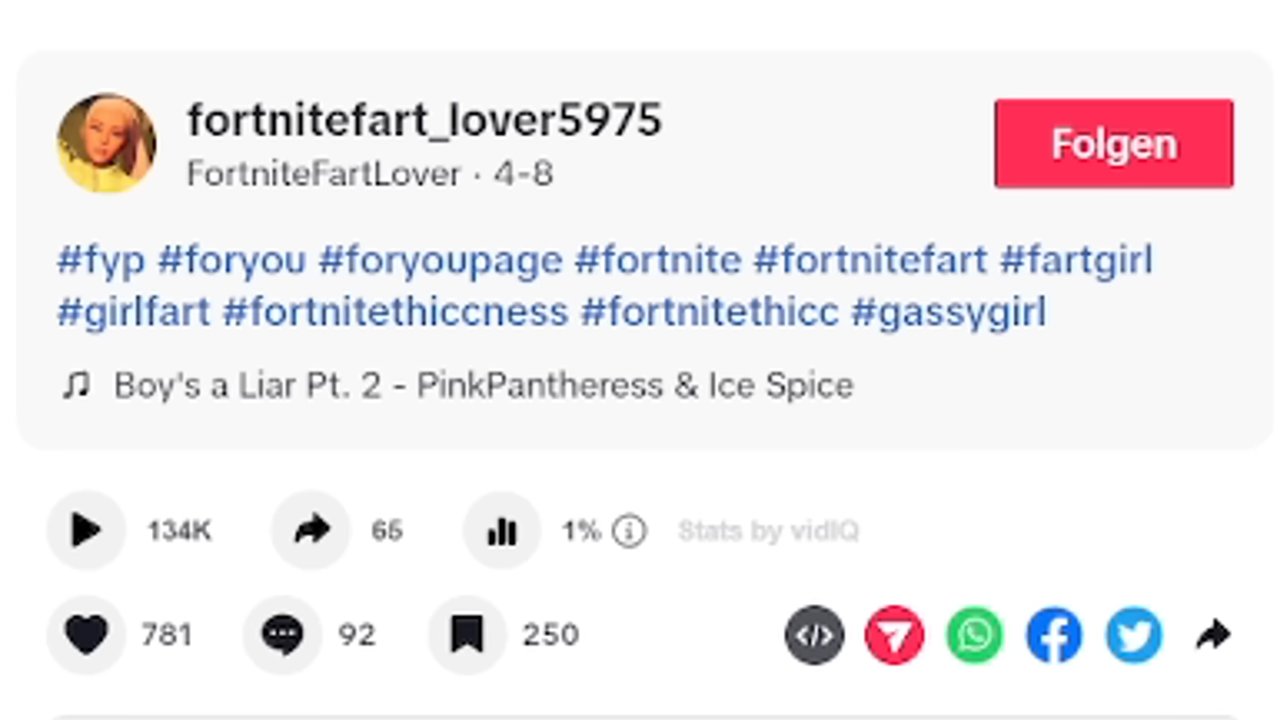 fortnitefart_lover5975
FortniteFartLover · 4-8
Folgen
#fyp #foryou #foryoupage #fortnite #fortnitefart #fartgirl
#girlfart #fortnitethiccness #fortnitethicc #gassygirl
Boy's a Liar Pt. 2 - PinkPantheress & Ice Spice
134K 65 1% Stats by vidIQ
781 92 250